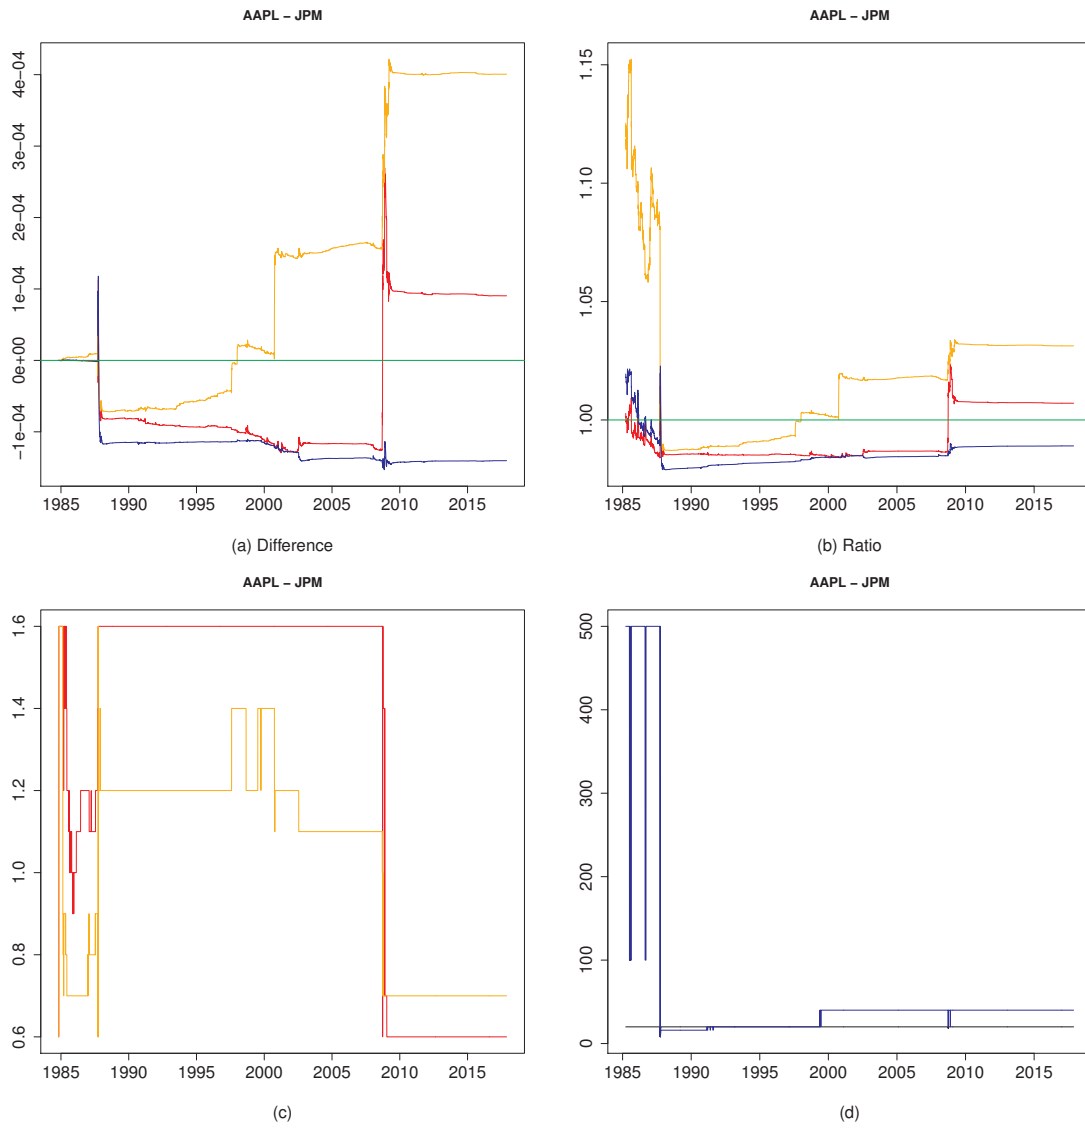 AAPL − JPM
4e−04
3e−04
2e−04
1e−04
0e+00
−1e−04
1985 1990 1995 2000 2005 2010 2015
(a) Difference
AAPL − JPM
1.15
1.10
1.05
1.00
1985 1990 1995 2000 2005 2010 2015
(b) Ratio
AAPL − JPM
1.6
1.4
1.2
1.0
0.8
0.6
1985 1990 1995 2000 2005 2010 2015
(c)
AAPL − JPM
500
400
300
200
100
0
1985 1990 1995 2000 2005 2010 2015
(d)